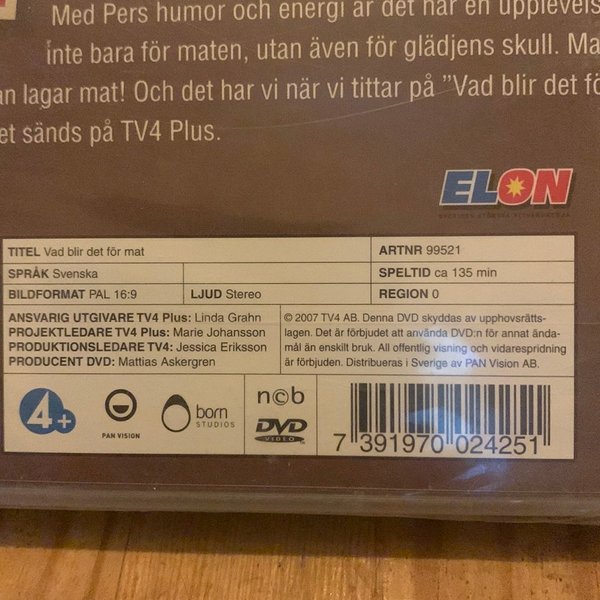 Med Pers humor och energi är det här en upplevels
inte bara för maten, utan även för glädjens skull. Ma
an lagar mat! Och det har vi när vi tittar på "Vad blir det fö
et sänds på TV4 Plus.
ELON
TITEL Vad blir det för mat
ARTNR 99521
SPRÅK Svenska
SPELTID ca 135 min
BILDFORMAT PAL 16:9
LJUD Stereo
REGION 0
ANSVARIG UTGIVARE TV4 Plus: Linda Grahn
PROJEKTLEDARE TV4 Plus: Marie Johansson
PRODUKTIONSLEDARE TV4: Jessica Eriksson
PRODUCENT DVD: Mattias Askergren
© 2007 TV4 AB. Denna DVD skyddas av upphovsrätts-
lagen. Det är förbjudet att använda DVD:n för annat ända-
mål än enskilt bruk. All offentlig visning och vidarespridning
är förbjuden. Distribueras i Sverige av PAN Vision AB.
4+
PAN VISION
born
STUDIOS
n©b
DVD
VIDEO
7 391970 024251